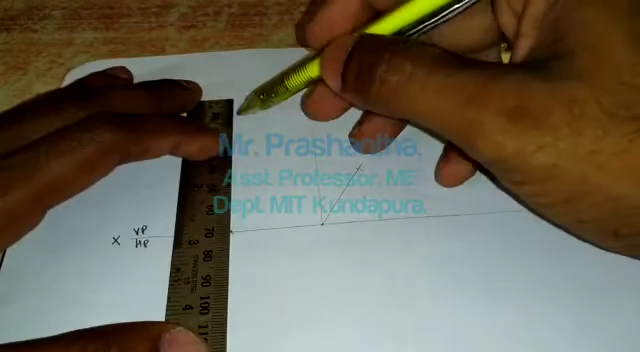 Mr. Prashantha,
Asst. Professor, ME
Dept, MIT Kundapura.
X VP
HP
70
80
3
90
100
4